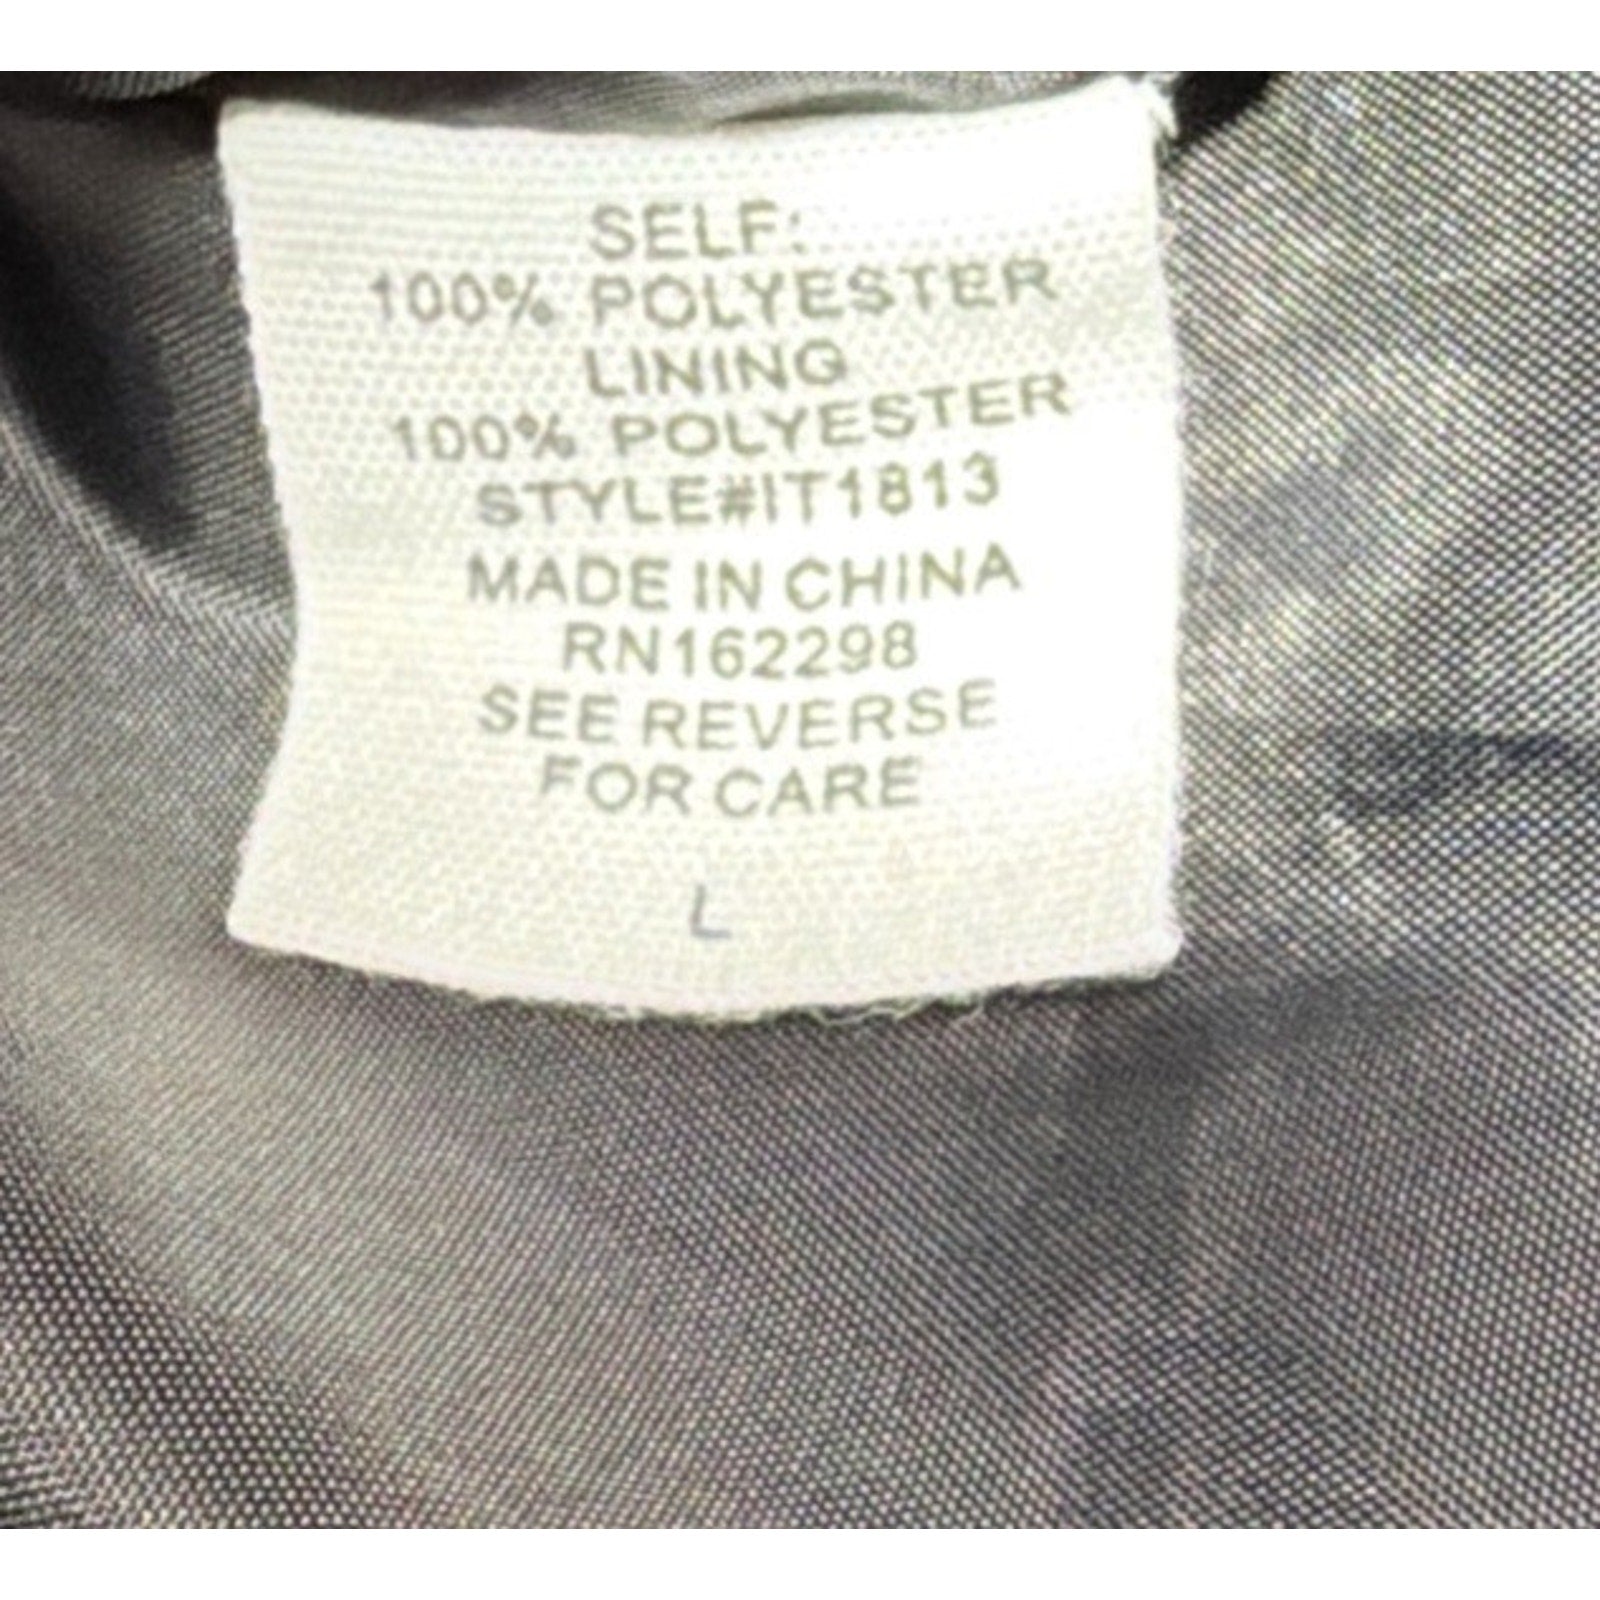 SELF:
100% POLYESTER
LINING
100% POLYESTER
STYLE#IT1813
MADE IN CHINA
RN162298
SEE REVERSE
FOR CARE
L